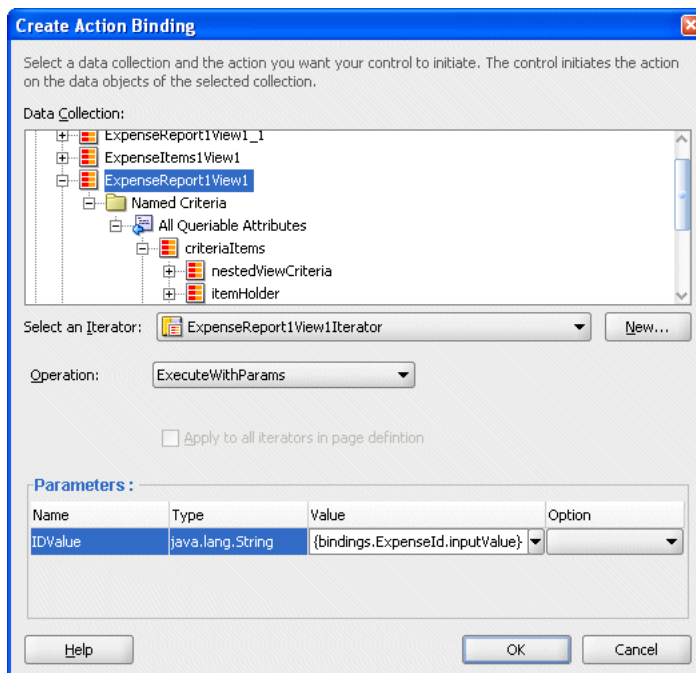 Create Action Binding
Select a data collection and the action you want your control to initiate. The control initiates the action
on the data objects of the selected collection.
Data Collection:
ExpenseReport1View1_1
ExpenseItems1View1
ExpenseReport1View1
Named Criteria
All Queriable Attributes
criteriaItems
nestedViewCriteria
itemHolder
Select an Iterator: ExpenseReport1View1Iterator New...
Operation: ExecuteWithParams
Apply to all iterators in page defintion
Parameters :
Name Type Value Option
IDValue java.lang.String {bindings.ExpenseId.inputValue}
Help OK Cancel